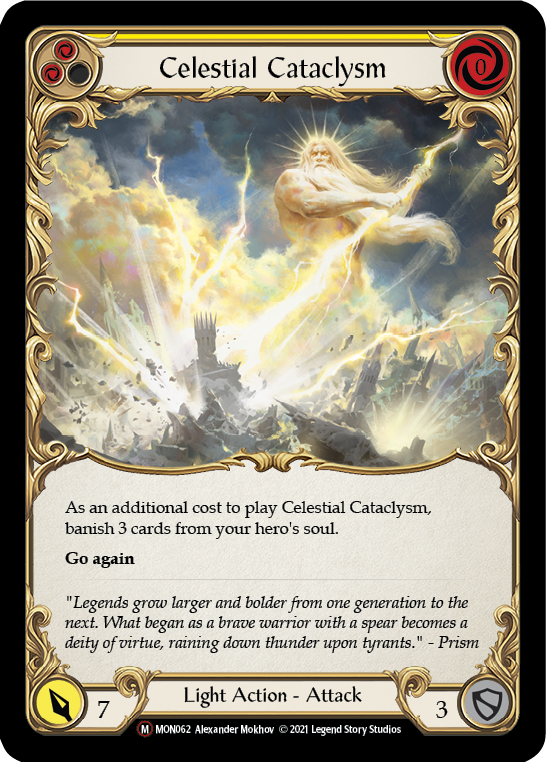 Celestial Cataclysm
0
As an additional cost to play Celestial Cataclysm,
banish 3 cards from your hero's soul.
Go again
"Legends grow larger and bolder from one generation to the
next. What began as a brave warrior with a spear becomes a
deity of virtue, raining down thunder upon tyrants." - Prism
7
Light Action - Attack
3
M MON062 Alexander Mokhov © 2021 Legend Story Studios